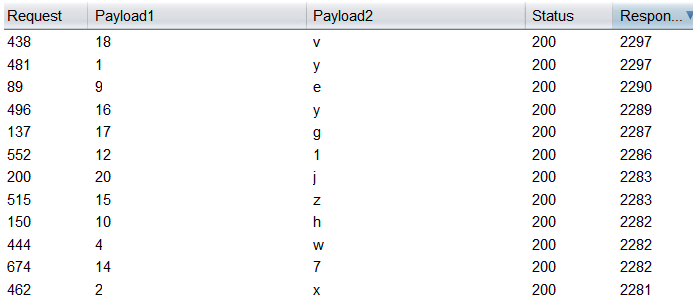 Request Payload1 Payload2 Status Respon...
438 18 v 200 2297
481 1 y 200 2297
89 9 e 200 2290
496 16 y 200 2289
137 17 g 200 2287
552 12 1 200 2286
200 20 j 200 2283
515 15 z 200 2283
150 10 h 200 2282
444 4 w 200 2282
674 14 7 200 2282
462 2 x 200 2281